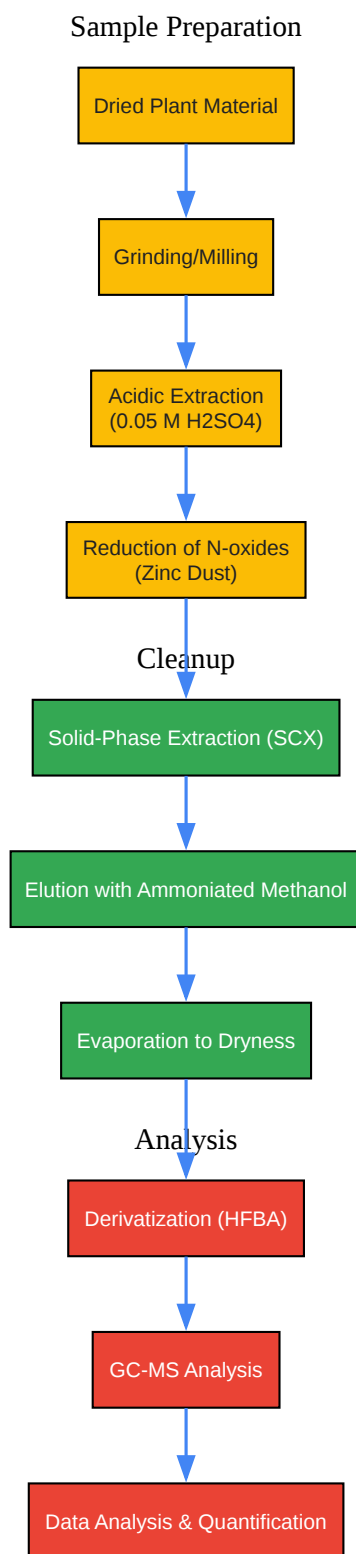 Sample Preparation
Dried Plant Material
Grinding/Milling
Acidic Extraction
(0.05 M H2SO4)
Reduction of N-oxides
(Zinc Dust)
Cleanup
Solid-Phase Extraction (SCX)
Elution with Ammoniated Methanol
Evaporation to Dryness
Analysis
Derivatization (HFBA)
GC-MS Analysis
Data Analysis & Quantification